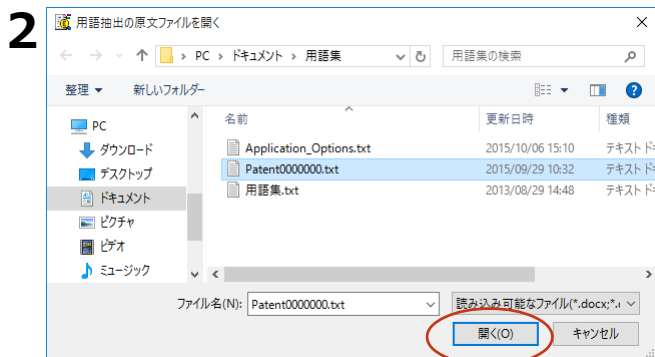 2
用語抽出の原文ファイルを開く
PC > ドキュメント > 用語集
用語集の検索
整理
新しいフォルダー
名前 更新日時 種類
PC
ダウンロード
デスクトップ
ドキュメント
ピクチャ
ビデオ
ミュージック
Application_Options.txt 2015/10/06 15:10 テキスト ド
Patent0000000.txt 2015/09/29 10:32 テキスト ド
用語集.txt 2013/08/29 14:48 テキスト ド
ファイル名(N): Patent0000000.txt 読み込み可能なファイル(*.docx;*.
開く(O) キャンセル